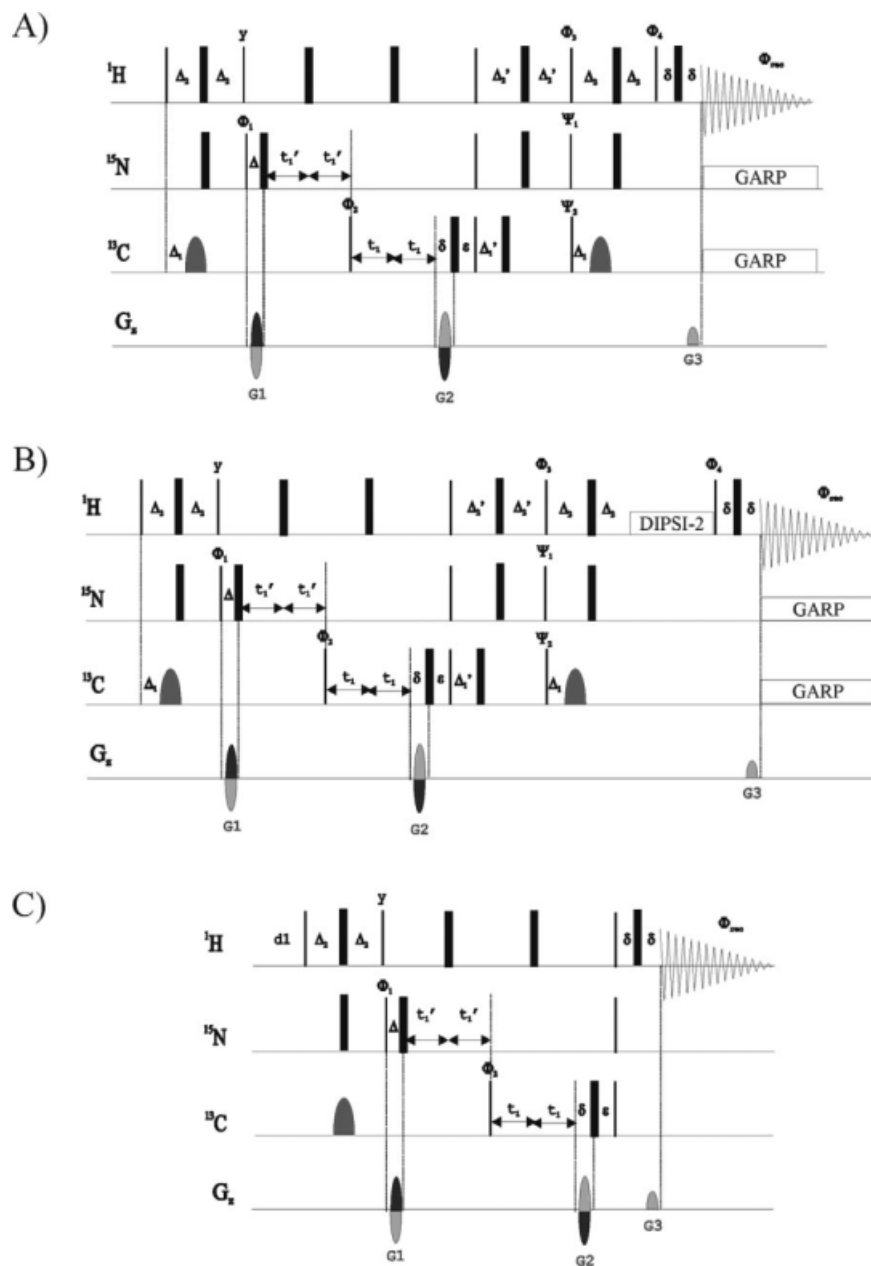 A)
y Φ₃ Φ₄
¹H Δ₂ Δ₂ Δ₂' Δ₂' Δ₂ Δ₂ δ δ Φrec
Φ₁ Ψ₁
¹⁵N Δ t₁' t₁' GARP
Φ₂ Ψ₂
¹³C Δ₁ t₁ t₁ δ ε Δ₁' Δ₁ GARP
G_z
G1 G2 G3
B)
y Φ₃ Φ₄
¹H Δ₂ Δ₂ Δ₂' Δ₂' Δ₂ Δ₂ DIPSI-2 δ δ Φrec
Φ₁ Ψ₁
¹⁵N Δ t₁' t₁' GARP
Φ₂ Ψ₂
¹³C Δ₁ t₁ t₁ δ ε Δ₁' Δ₁ GARP
G_z
G1 G2 G3
C)
y
¹H d1 Δ₂ Δ₂ δ δ Φrec
Φ₁
¹⁵N Δ t₁' t₁'
Φ₂
¹³C t₁ t₁ δ ε
G_z
G3
G1 G2